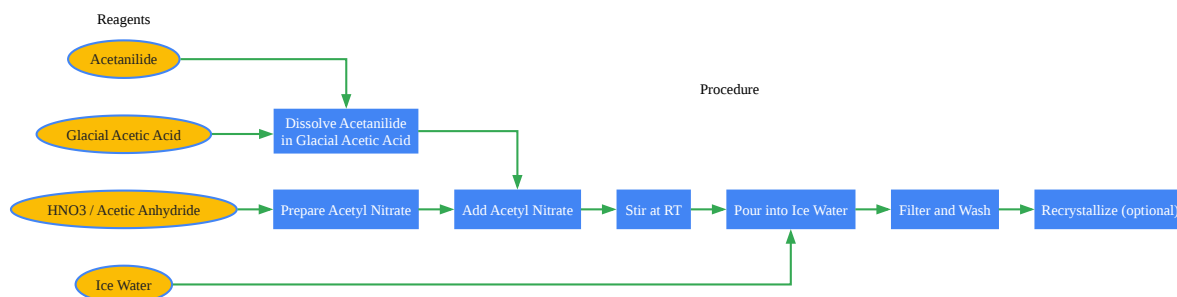 Reagents
Acetanilide
Procedure
Dissolve Acetanilide
in Glacial Acetic Acid
Glacial Acetic Acid
HNO3 / Acetic Anhydride
Prepare Acetyl Nitrate
Add Acetyl Nitrate
Stir at RT
Pour into Ice Water
Filter and Wash
Recrystallize (optional)
Ice Water